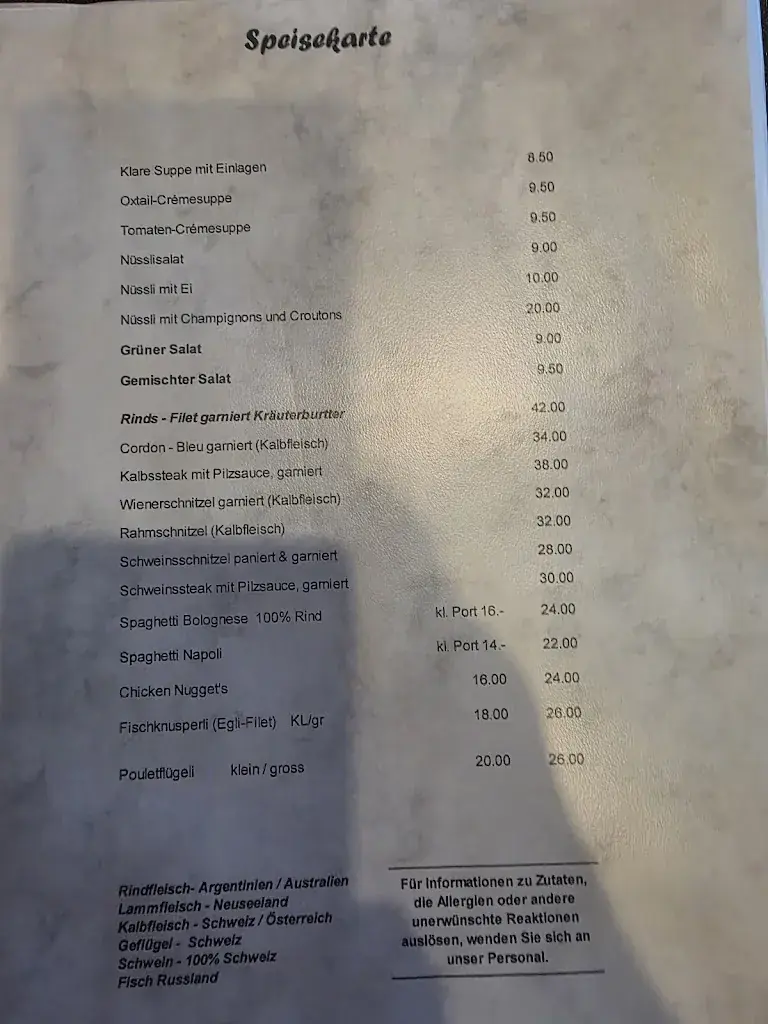 Speisekarte
Klare Suppe mit Einlagen 8.50
Oxtail-Crémesuppe 9.50
Tomaten-Crémesuppe 9.50
Nüsslisalat 9.00
Nüssli mit Ei 10.00
Nüssli mit Champignons und Croutons 20.00
Grüner Salat 9.00
Gemischter Salat 9.50
Rinds - Filet garniert Kräuterburtter 42.00
Cordon - Bleu garniert (Kalbfleisch) 34.00
Kalbssteak mit Pilzsauce, garniert 38.00
Wienerschnitzel garniert (Kalbfleisch) 32.00
Rahmschnitzel (Kalbfleisch) 32.00
Schweinsschnitzel paniert & garniert 28.00
Schweinssteak mit Pilzsauce, garniert 30.00
Spaghetti Bolognese 100% Rind kl. Port 16.- 24.00
Spaghetti Napoli kl. Port 14.- 22.00
Chicken Nugget's 16.00 24.00
Fischknusperli (Egli-Filet) KL/gr 18.00 26.00
Pouletflügeli klein / gross 20.00 26.00
Rindfleisch- Argentinien / Australien
Lammfleisch - Neuseeland
Kalbfleisch - Schweiz / Österreich
Geflügel - Schweiz
Schwein - 100% Schweiz
Fisch Russland
Für Informationen zu Zutaten,
die Allergien oder andere
unerwünschte Reaktionen
auslösen, wenden Sie sich an
unser Personal.